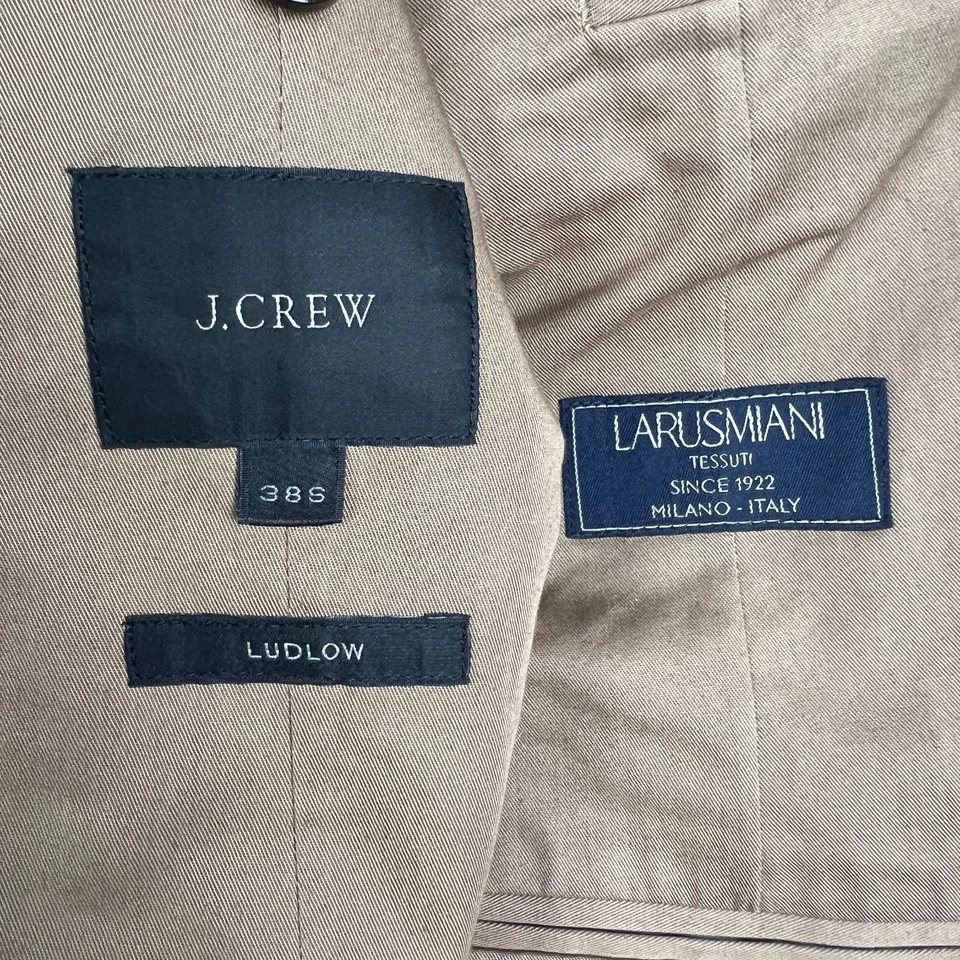 J.CREW
38S
LUDLOW
LARUSMIANI
TESSUTI
SINCE 1922
MILANO - ITALY